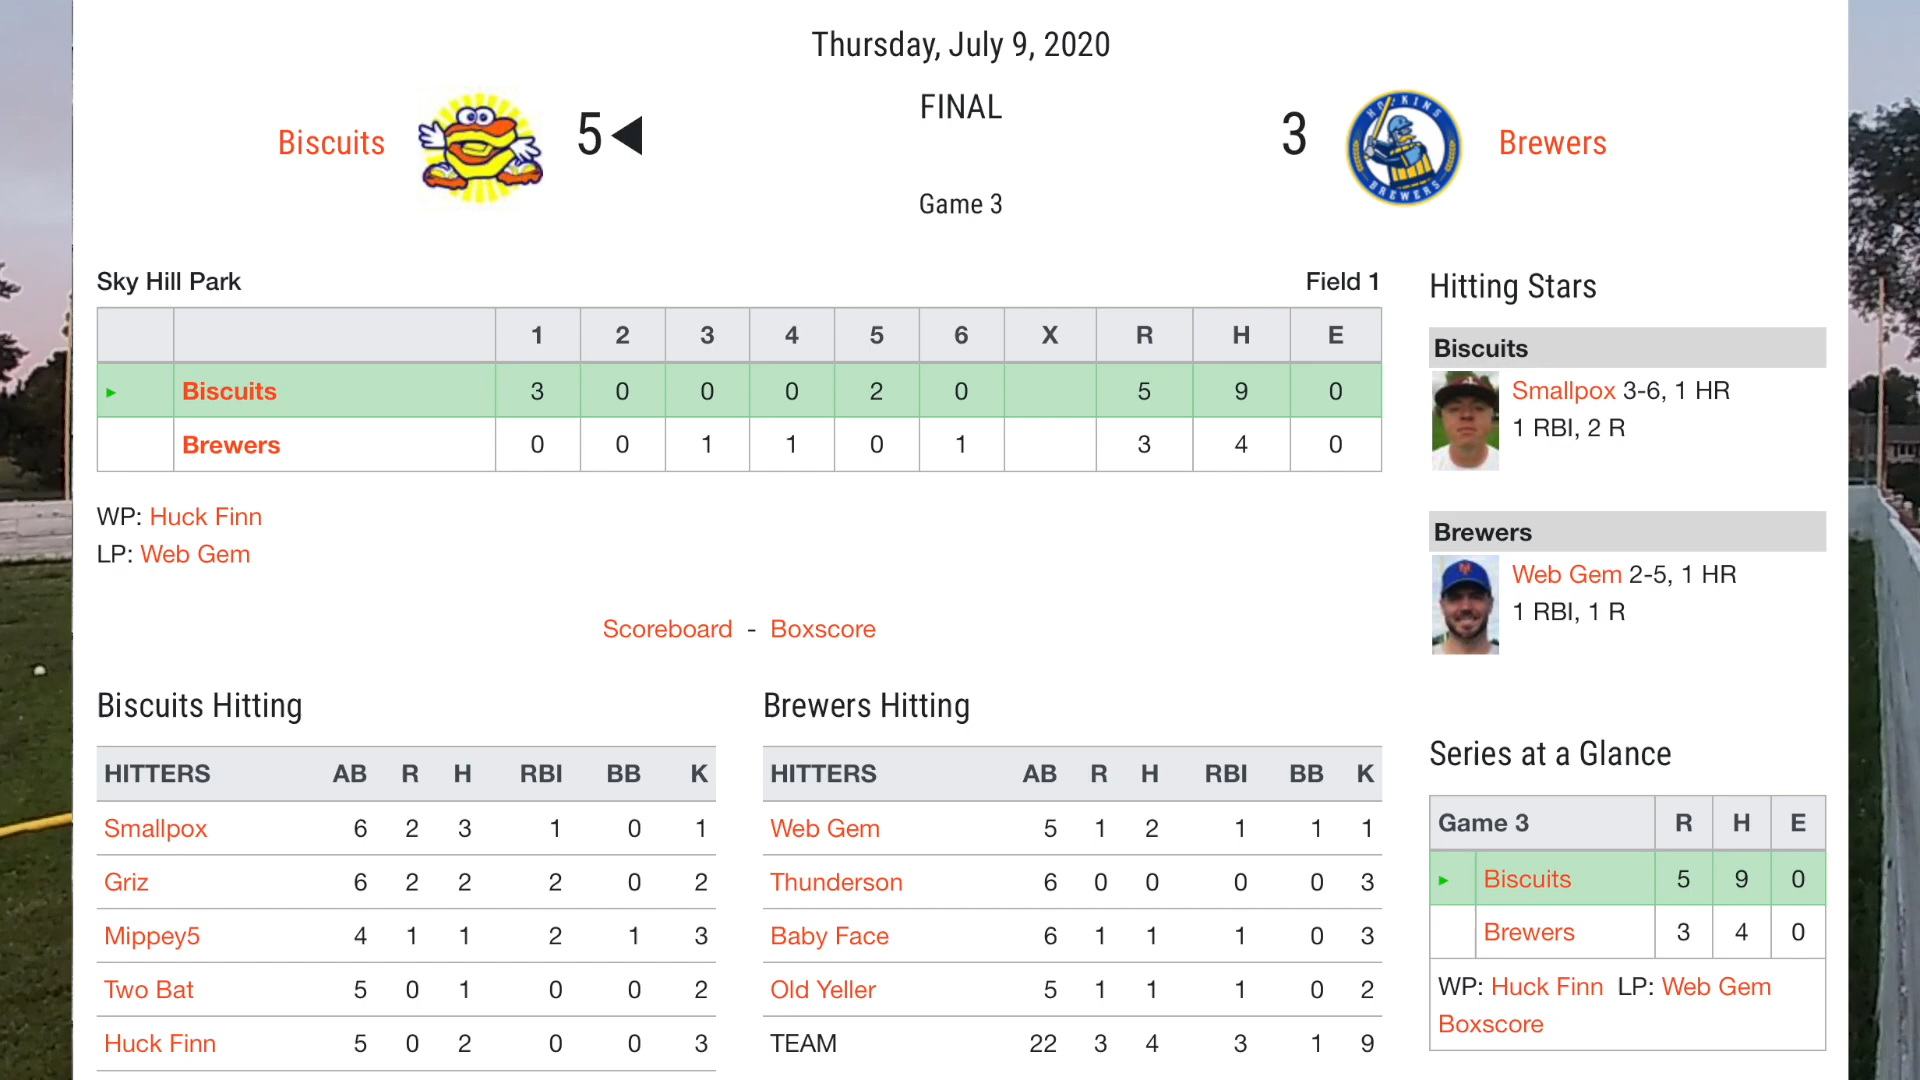 Thursday, July 9, 2020
Biscuits 5 FINAL 3 Brewers
HOPKINS
BREWERS
Game 3
Sky Hill Park Field 1
1 2 3 4 5 6 X R H E
Biscuits 3 0 0 0 2 0 5 9 0
Brewers 0 0 1 1 0 1 3 4 0
WP: Huck Finn
LP: Web Gem
Scoreboard - Boxscore
Hitting Stars
Biscuits
Smallpox 3-6, 1 HR
1 RBI, 2 R
Brewers
Web Gem 2-5, 1 HR
1 RBI, 1 R
Biscuits Hitting
HITTERS AB R H RBI BB K
Smallpox 6 2 3 1 0 1
Griz 6 2 2 2 0 2
Mippey5 4 1 1 2 1 3
Two Bat 5 0 1 0 0 2
Huck Finn 5 0 2 0 0 3
Brewers Hitting
HITTERS AB R H RBI BB K
Web Gem 5 1 2 1 1 1
Thunderson 6 0 0 0 0 3
Baby Face 6 1 1 1 0 3
Old Yeller 5 1 1 1 0 2
TEAM 22 3 4 3 1 9
Series at a Glance
Game 3 R H E
Biscuits 5 9 0
Brewers 3 4 0
WP: Huck Finn LP: Web Gem
Boxscore